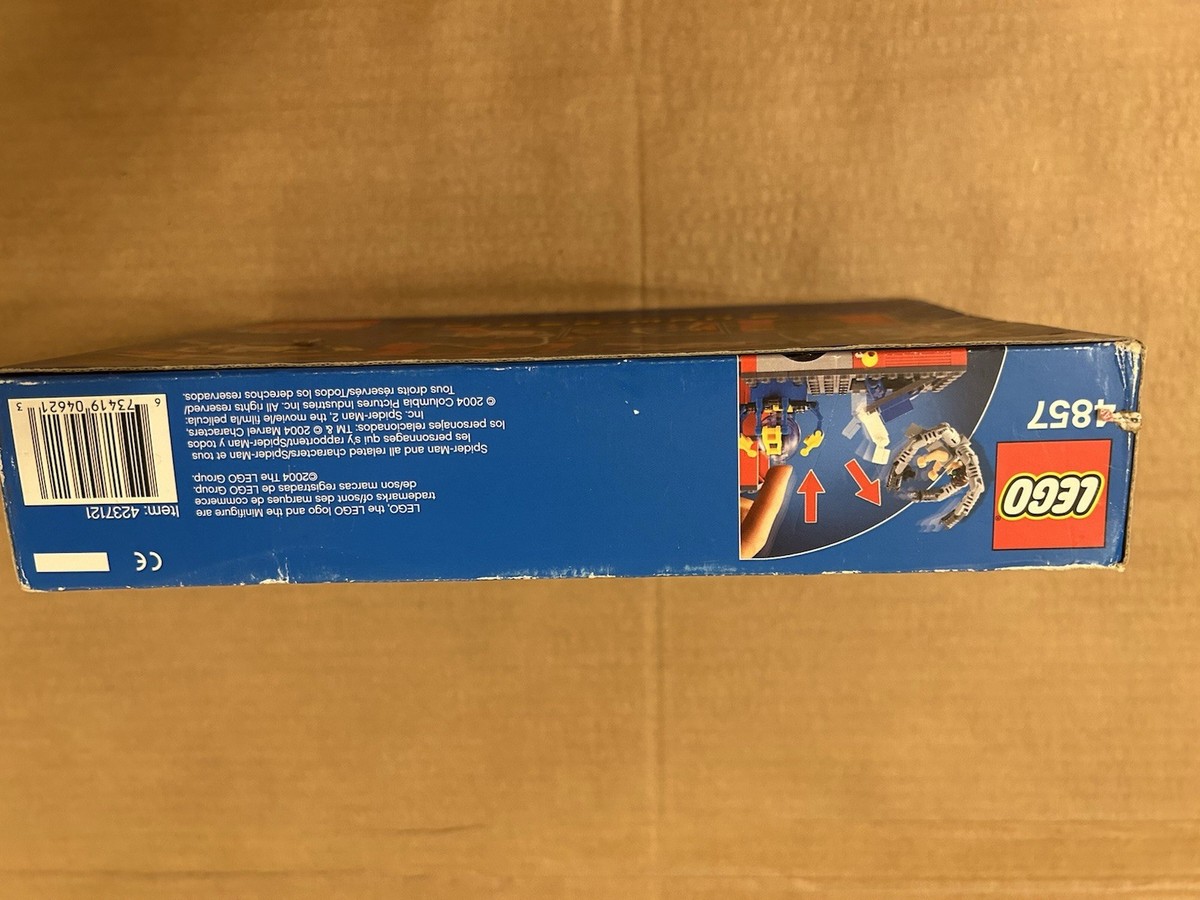 LEGO
4857
LEGO, the LEGO logo and the Minifigure are
trademarks of/sont des marques de commerce
de/son marcas registradas de LEGO Group.
©2004 The LEGO Group.
Spider-Man and all related characters/Spider-Man et tous
les personnages qui s'y rapportent/Spider-Man y todos
los personajes relacionados: TM & © 2004 Marvel Characters,
Inc. Spider-Man 2, the movie/le film/la película:
© 2004 Columbia Pictures Industries Inc. All rights reserved/
Tous droits réservés/Todos los derechos reservados.
Item: 4237121
6 73419 04621 3
CE